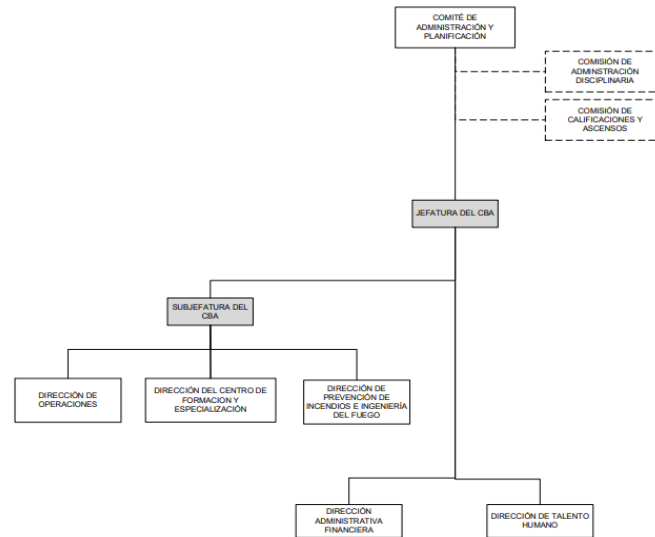 COMITÉ DE
ADMINISTRACIÓN Y
PLANIFICACIÓN
COMISIÓN DE
ADMINSTRACIÓN
DISCIPLINARIA
COMISIÓN DE
CALIFICACIONES Y
ASCENSOS
JEFATURA DEL CBA
SUBJEFATURA DEL
CBA
DIRECCIÓN DE
OPERACIONES
DIRECCIÓN DEL CENTRO DE
FORMACION Y
ESPECIALIZACIÓN
DIRECCIÓN DE
PREVENCIÓN DE
INCENDIOS E INGENIERÍA
DEL FUEGO
DIRECCIÓN
ADMINISTRATIVA
FINANCIERA
DIRECCIÓN DE TALENTO
HUMANO